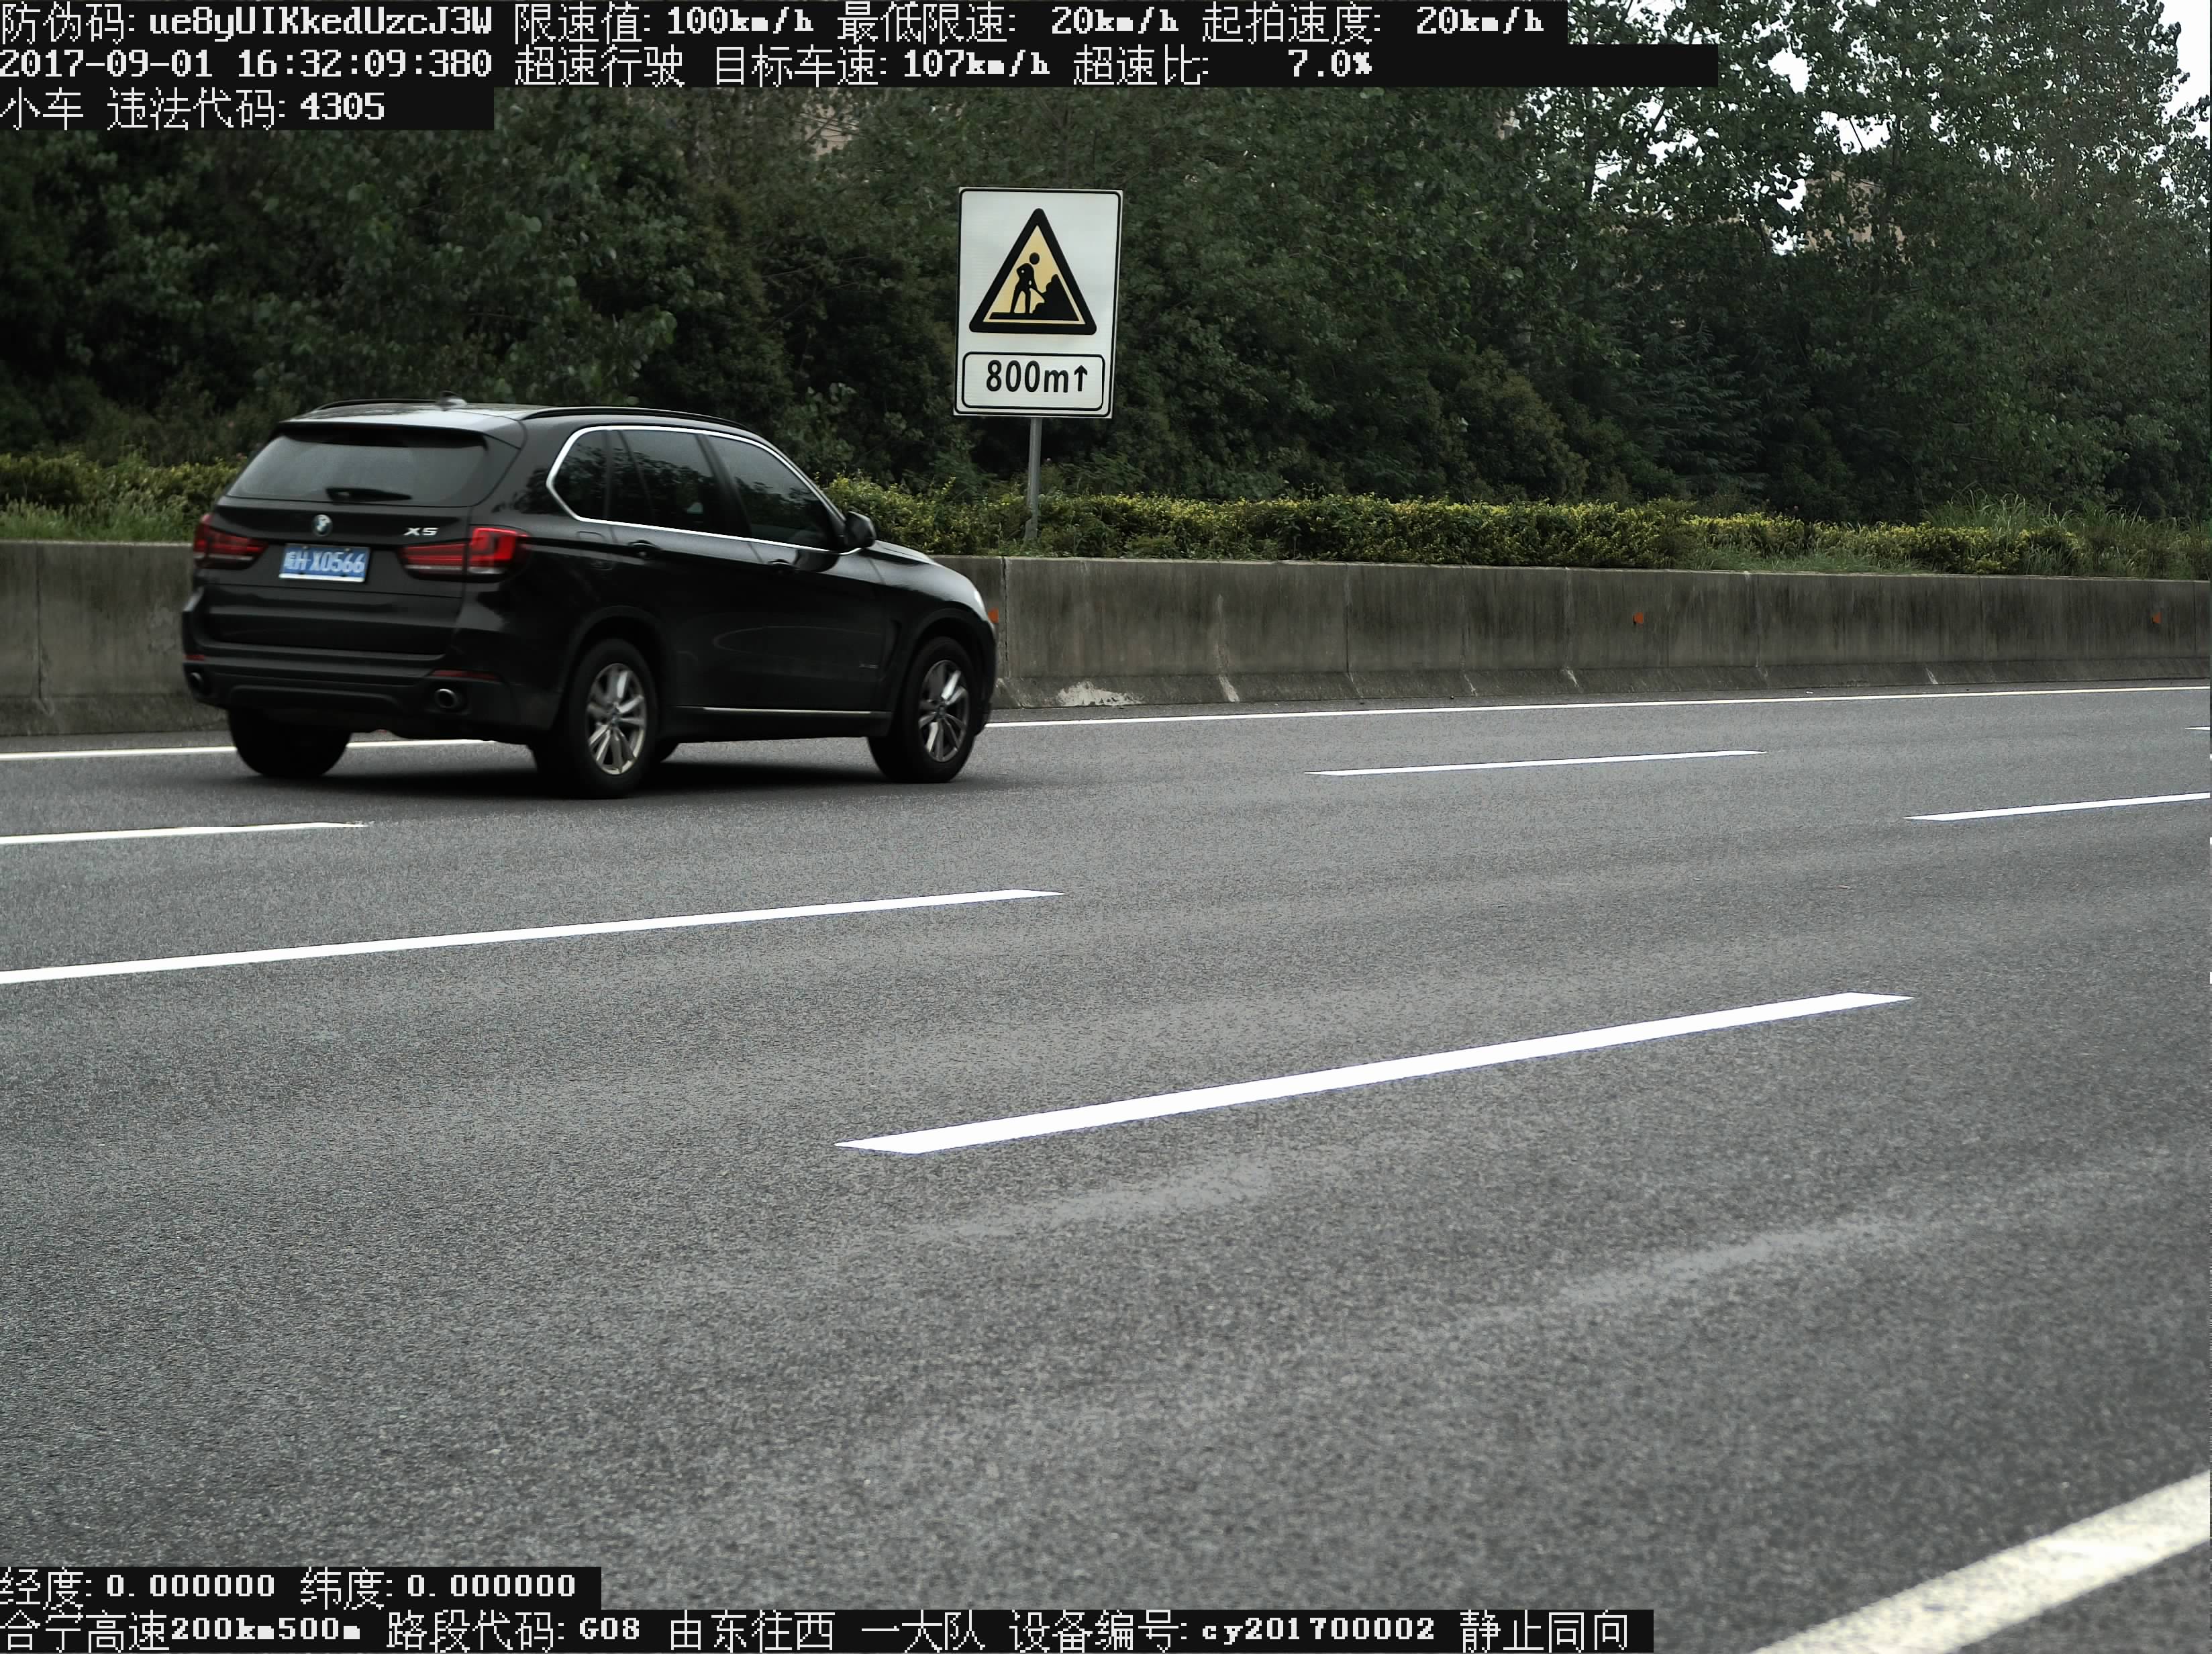 防伪码: ue8yUIKkedUzcJ3W 限速值: 100km/h 最低限速: 20km/h 起拍速度: 20km/h
2017-09-01 16:32:09:380 超速行驶 目标车速: 107km/h 超速比: 7.0%
小车 违法代码: 4305
800m↑
X5
皖H X0566
经度: 0.000000 纬度: 0.000000
合宁高速200km500m 路段代码: G08 由东往西 一大队 设备编号: cy201700002 静止同向